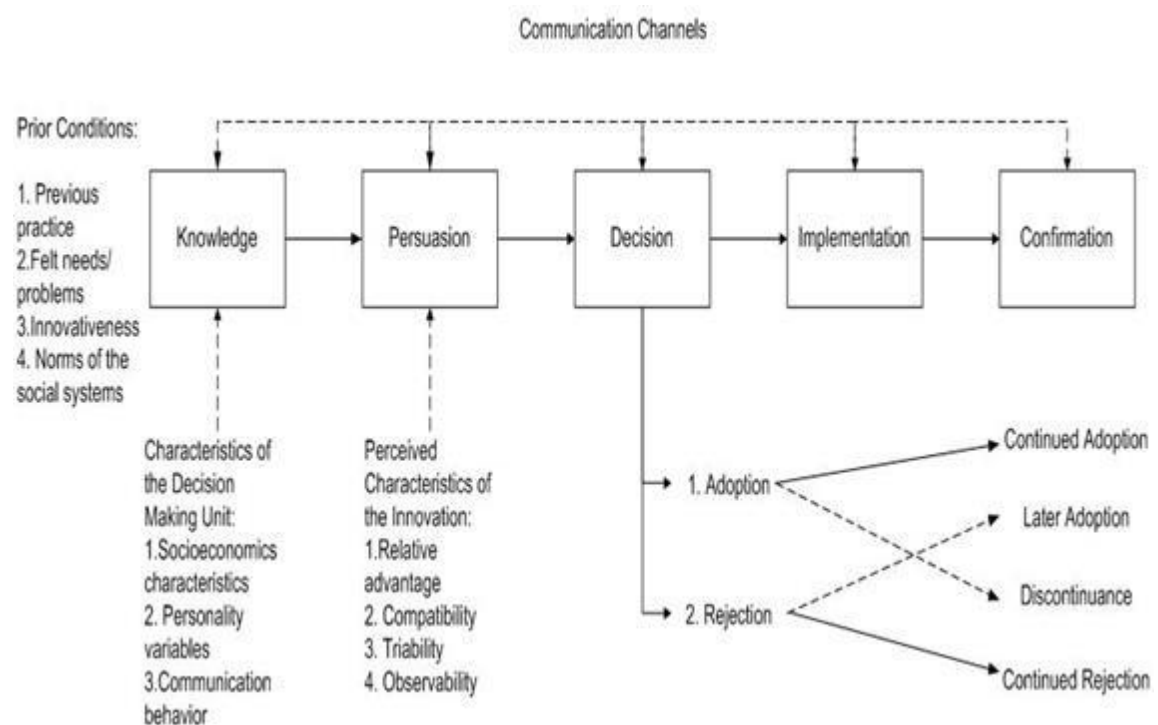 Communication Channels
Prior Conditions:
1. Previous
practice
2.Felt needs/
problems
3.Innovativeness
4. Norms of the
social systems
Knowledge
Persuasion
Decision
Implementation
Confirmation
Characteristics of
the Decision
Making Unit:
1.Socioeconomics
characteristics
2. Personality
variables
3.Communication
behavior
Perceived
Characteristics of
the Innovation:
1.Relative
advantage
2. Compatibility
3. Triability
4. Observability
1. Adoption
2. Rejection
Continued Adoption
Later Adoption
Discontinuance
Continued Rejection